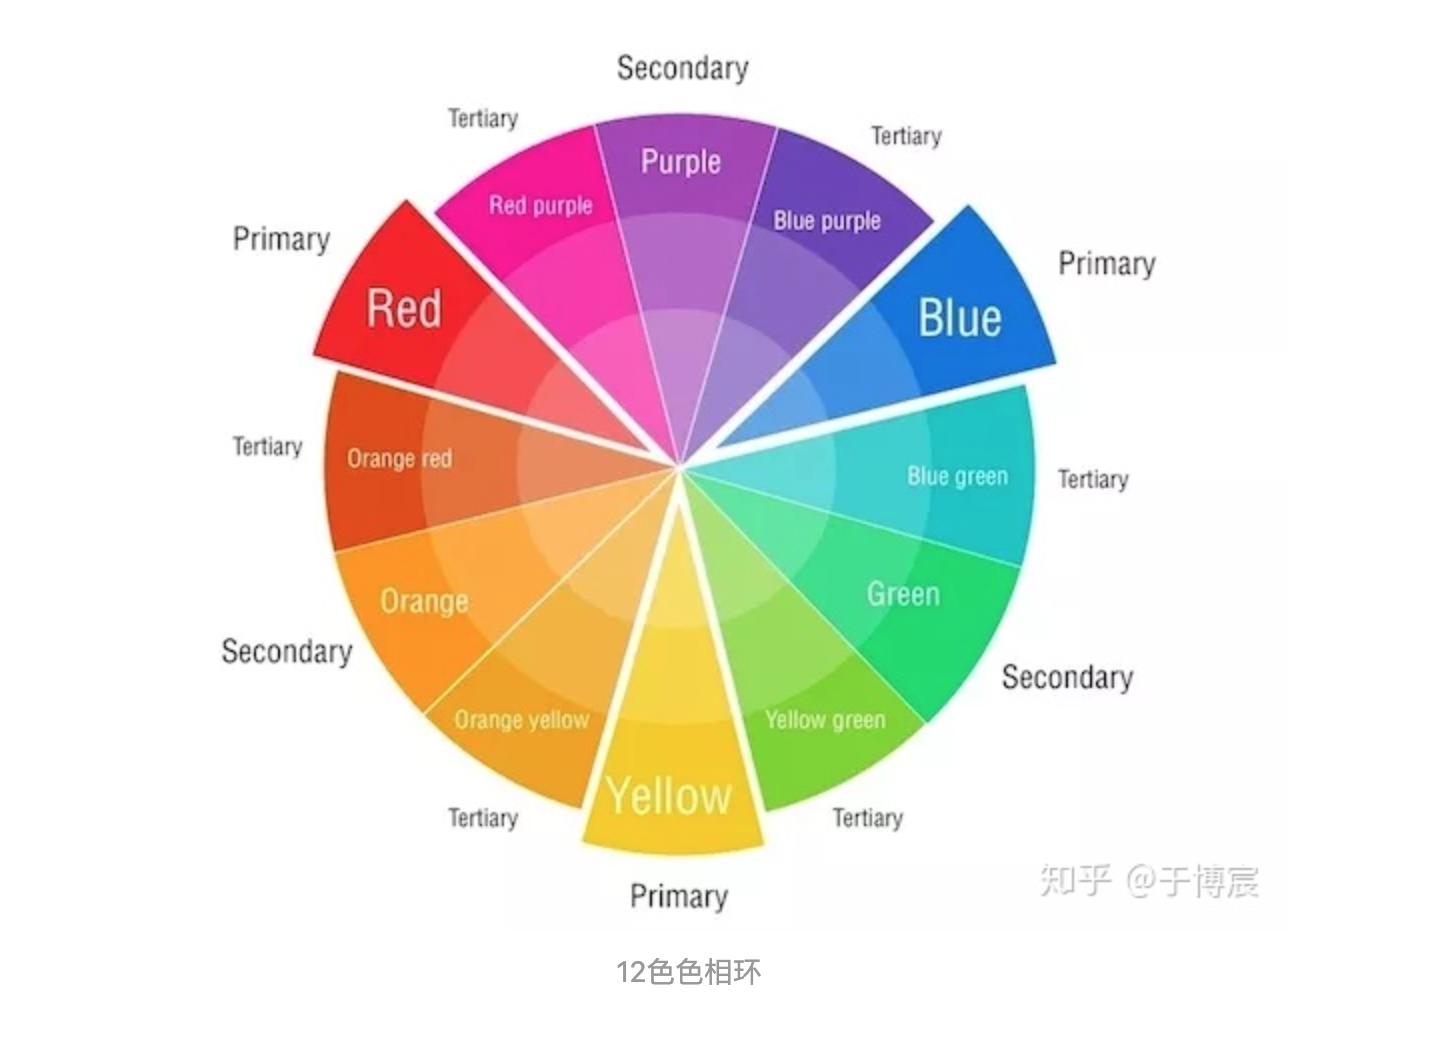 Secondary
Tertiary
Tertiary
Purple
Red purple
Blue purple
Primary
Primary
Red
Blue
Tertiary
Orange red
Blue green
Tertiary
Orange
Green
Secondary
Secondary
Orange yellow
Yellow green
Yellow
Tertiary
Tertiary
Primary
知乎 @于博宸
12色色相环